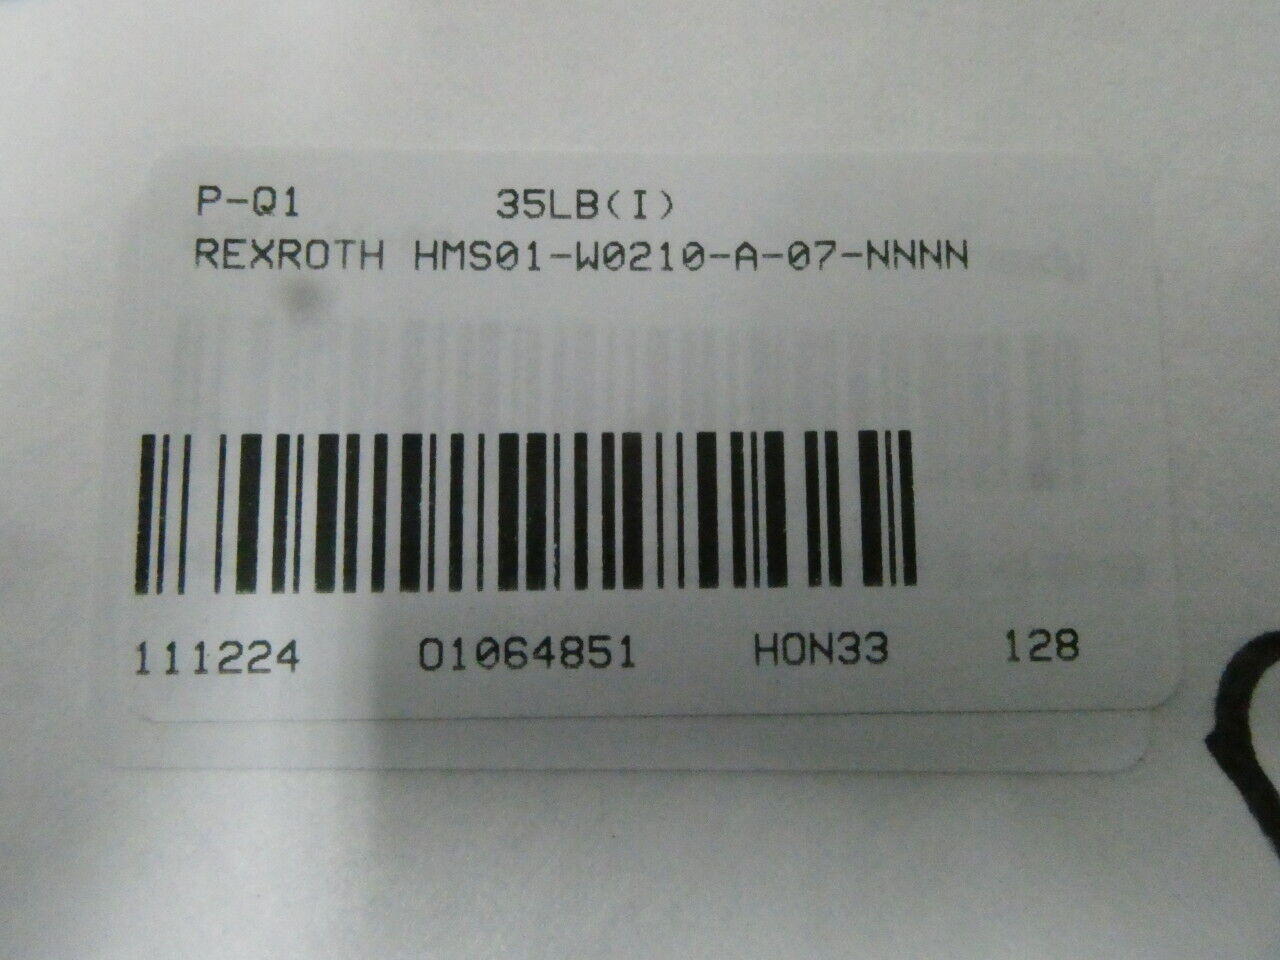 P-Q1 35LB(I)
REXROTH HMS01-W0210-A-07-NNNN
111224 01064851 HON33 128